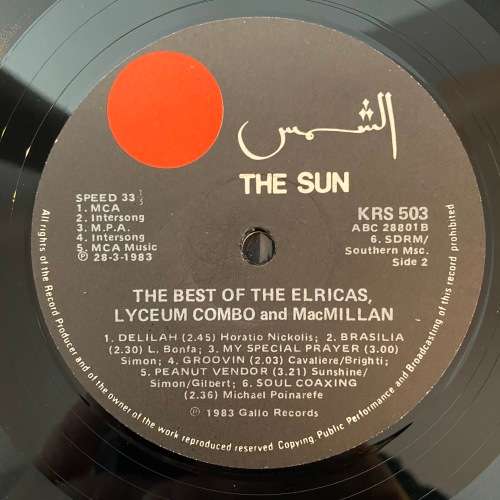 الشمس
THE SUN
SPEED 33 1/3
1. MCA
2. Intersong
3. M.P.A.
4. Intersong
5. MCA Music
℗ 28-3-1983
KRS 503
ABC 28801B
6. SDRM/
Southern Msc.
Side 2
THE BEST OF THE ELRICAS,
LYCEUM COMBO and MacMILLAN
1. DELILAH (2.45) Horatio Nickolis; 2. BRASILIA
(2.30) L. Bonfa; 3. MY SPECIAL PRAYER (3.00)
Simon; 4. GROOVIN (2.03) Cavaliere/Brighti;
5. PEANUT VENDOR (3.21) Sunshine/
Simon/Gilbert; 6. SOUL COAXING
(2.36) Michael Poinarefe
℗ 1983 Gallo Records
All rights of the Record Producer and of the owner of the work reproduced reserved. Copying, Public Performance and Broadcasting of this record prohibited